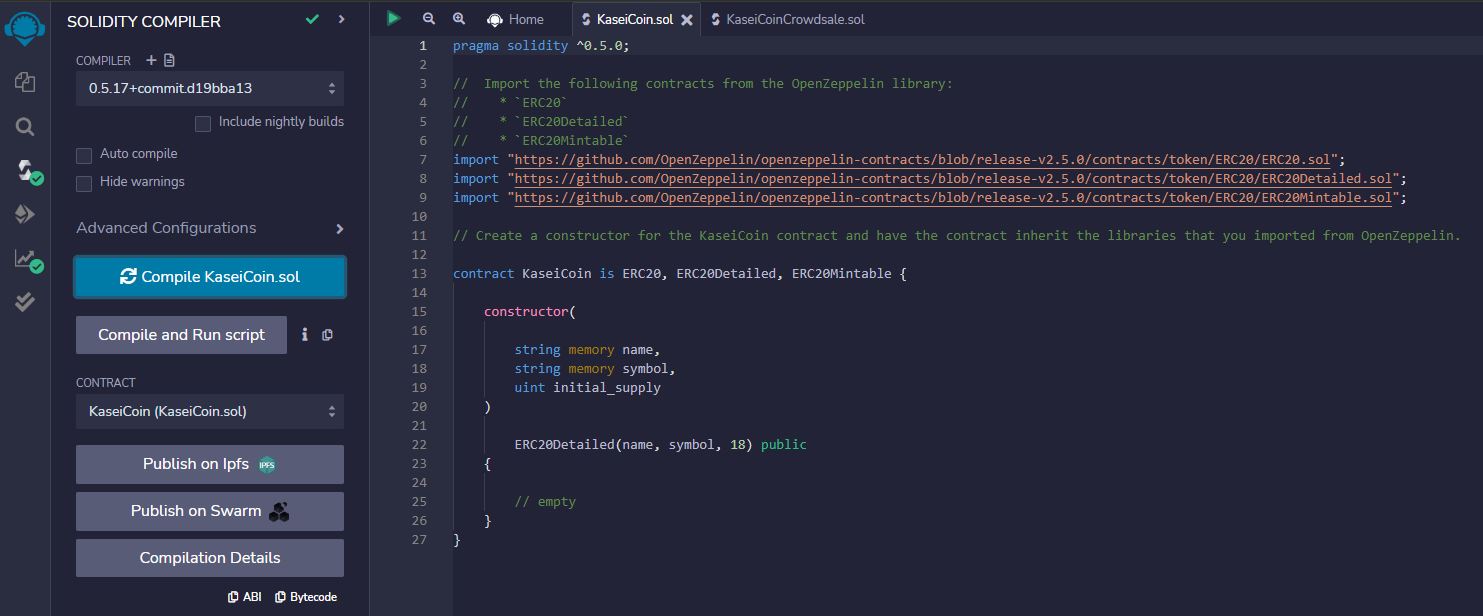 SOLIDITY COMPILER
COMPILER
0.5.17+commit.d19bba13
Include nightly builds
Auto compile
Hide warnings
Advanced Configurations
Compile KaseiCoin.sol
Compile and Run script
CONTRACT
KaseiCoin (KaseiCoin.sol)
Publish on Ipfs IPFS
Publish on Swarm
Compilation Details
ABI Bytecode
Home KaseiCoin.sol KaseiCoinCrowdsale.sol
1 pragma solidity ^0.5.0;
2
3 //  Import the following contracts from the OpenZeppelin library:
4 //    * `ERC20`
5 //    * `ERC20Detailed`
6 //    * `ERC20Mintable`
7 import "https://github.com/OpenZeppelin/openzeppelin-contracts/blob/release-v2.5.0/contracts/token/ERC20/ERC20.sol";
8 import "https://github.com/OpenZeppelin/openzeppelin-contracts/blob/release-v2.5.0/contracts/token/ERC20/ERC20Detailed.sol";
9 import "https://github.com/OpenZeppelin/openzeppelin-contracts/blob/release-v2.5.0/contracts/token/ERC20/ERC20Mintable.sol";
10
11 // Create a constructor for the KaseiCoin contract and have the contract inherit the libraries that you imported from OpenZeppelin.
12
13 contract KaseiCoin is ERC20, ERC20Detailed, ERC20Mintable {
14
15     constructor(
16
17         string memory name,
18         string memory symbol,
19         uint initial_supply
20     )
21
22         ERC20Detailed(name, symbol, 18) public
23     {
24
25         // empty
26     }
27 }